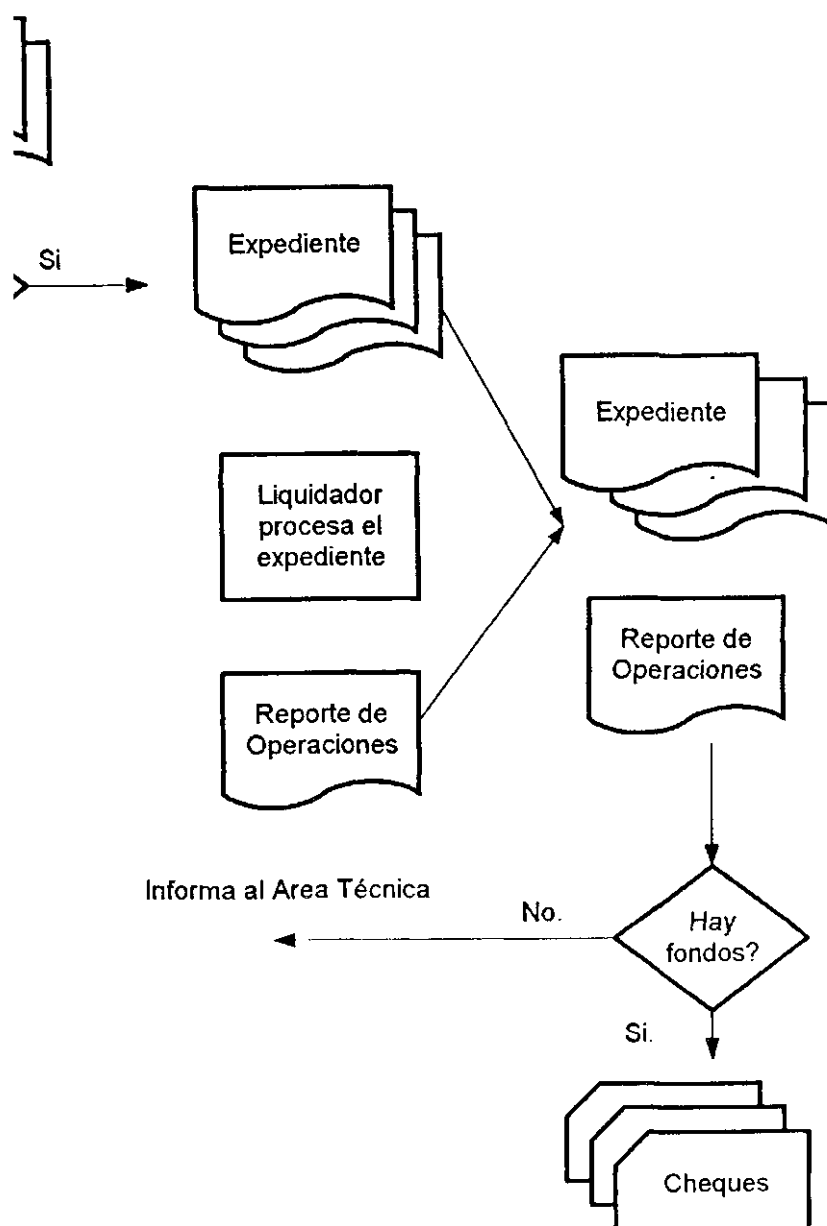 Si
Expediente
Expediente
Liquidador
procesa el
expediente
Reporte de
Operaciones
Reporte de
Operaciones
Informa al Area Técnica
No.
Hay
fondos?
Si.
Cheques